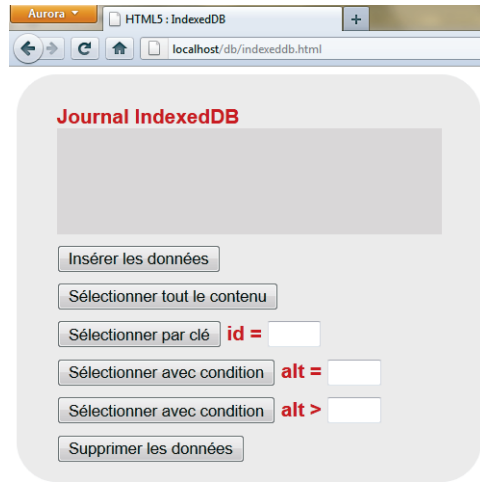 Aurora
HTML5 : IndexedDB
localhost/db/indexeddb.html
Journal IndexedDB
Insérer les données
Sélectionner tout le contenu
Sélectionner par clé id =
Sélectionner avec condition alt =
Sélectionner avec condition alt >
Supprimer les données